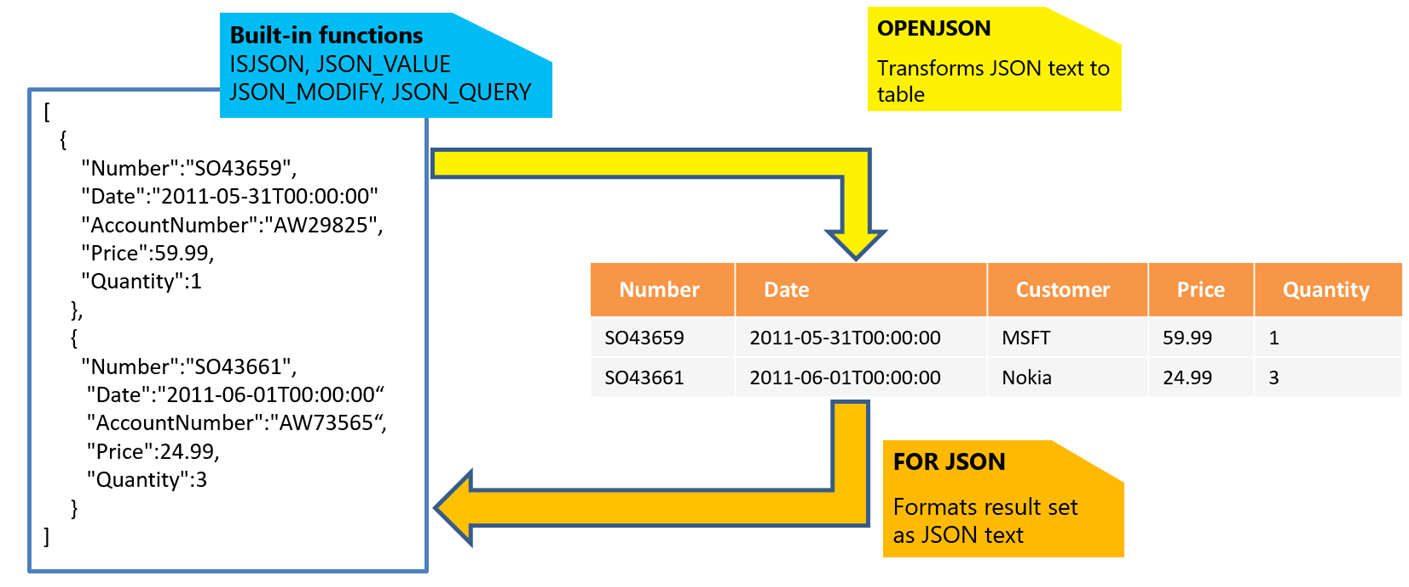 Built-in functions
ISJSON, JSON_VALUE
JSON_MODIFY, JSON_QUERY
[
{
"Number":"SO43659",
"Date":"2011-05-31T00:00:00"
"AccountNumber":"AW29825",
"Price":59.99,
"Quantity":1
},
{
"Number":"SO43661",
"Date":"2011-06-01T00:00:00“
"AccountNumber":"AW73565“,
"Price":24.99,
"Quantity":3
}
]
OPENJSON
Transforms JSON text to
table
Number Date Customer Price Quantity
SO43659 2011-05-31T00:00:00 MSFT 59.99 1
SO43661 2011-06-01T00:00:00 Nokia 24.99 3
FOR JSON
Formats result set
as JSON text